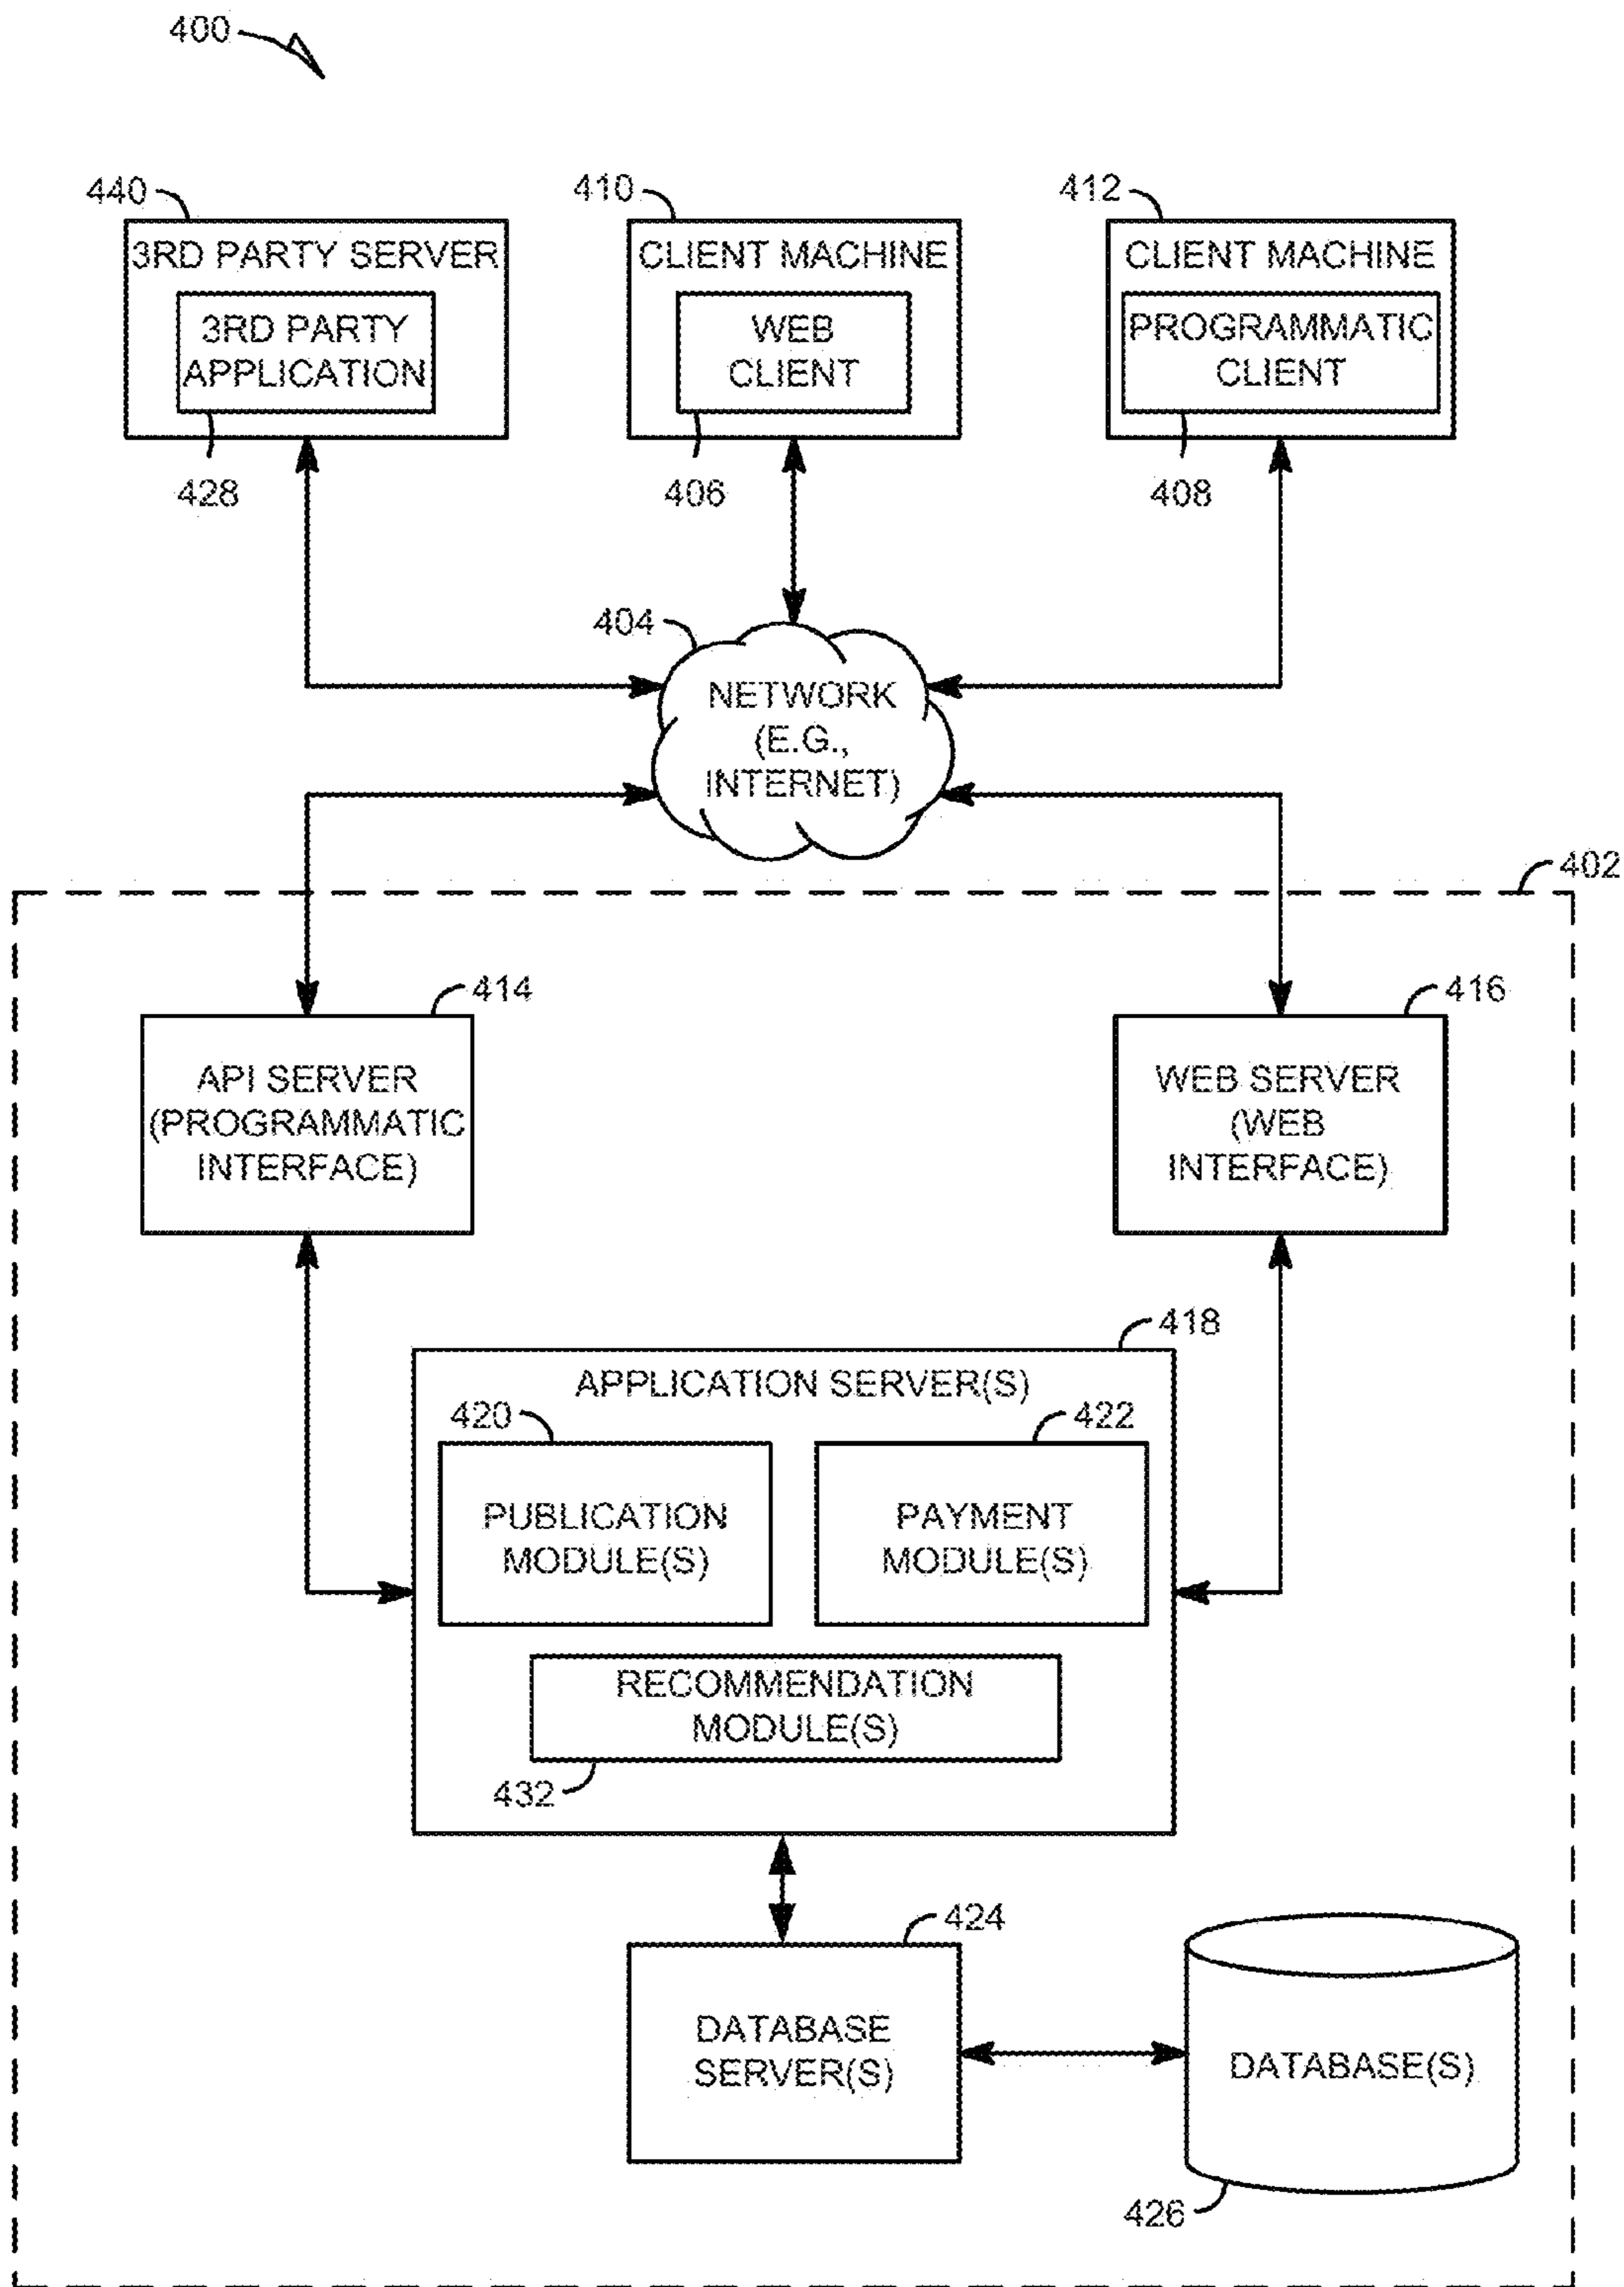 400
440
410
412
3RD PARTY SERVER
3RD PARTY
APPLICATION
CLIENT MACHINE
WEB
CLIENT
CLIENT MACHINE
PROGRAMMATIC
CLIENT
428
406
408
404
NETWORK
(E.G.,
INTERNET)
402
414
416
API SERVER
(PROGRAMMATIC
INTERFACE)
WEB SERVER
(WEB
INTERFACE)
418
APPLICATION SERVER(S)
420
422
PUBLICATION
MODULE(S)
PAYMENT
MODULE(S)
RECOMMENDATION
MODULE(S)
432
424
DATABASE
SERVER(S)
DATABASE(S)
426